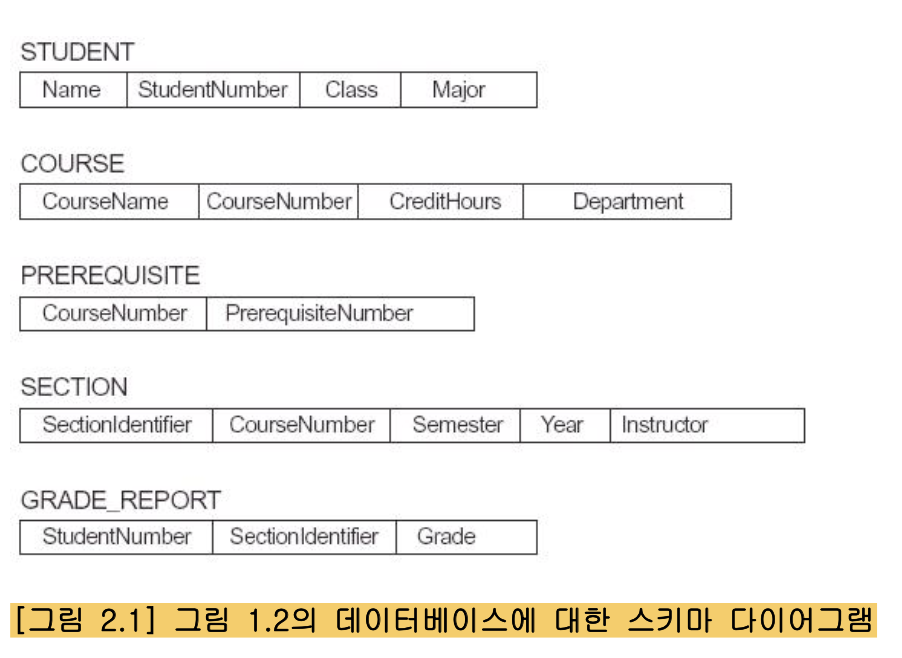 STUDENT
Name StudentNumber Class Major
COURSE
CourseName CourseNumber CreditHours Department
PREREQUISITE
CourseNumber PrerequisiteNumber
SECTION
SectionIdentifier CourseNumber Semester Year Instructor
GRADE_REPORT
StudentNumber SectionIdentifier Grade
[그림 2.1] 그림 1.2의 데이터베이스에 대한 스키마 다이어그램